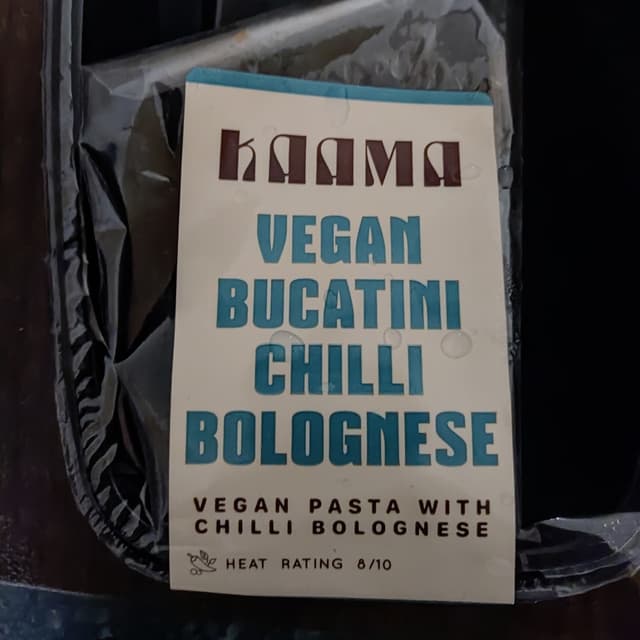 KAAMA
VEGAN
BUCATINI
CHILLI
BOLOGNESE
VEGAN PASTA WITH
CHILLI BOLOGNESE
HEAT RATING 8/10